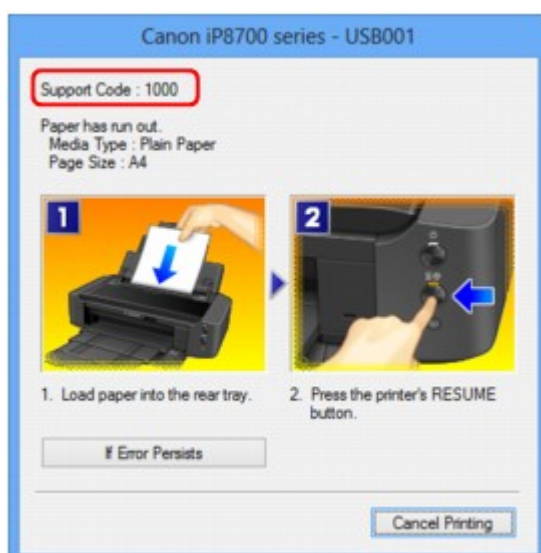 Canon iP8700 series - USB001
Support Code : 1000
Paper has run out.
Media Type : Plain Paper
Page Size : A4
1
2
1. Load paper into the rear tray.
2. Press the printer's RESUME
button.
If Error Persists
Cancel Printing